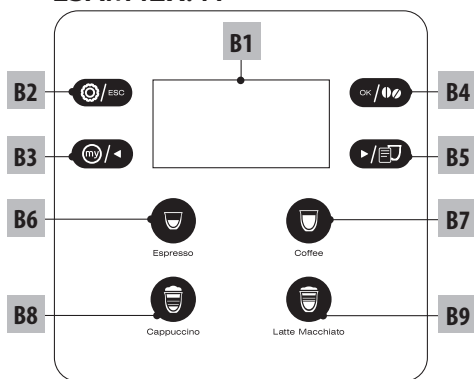 B1
B2
/ ESC
OK /
B4
B3
my /
B5
B6
B7
Espresso
Coffee
B8
B9
Cappuccino
Latte Macchiato